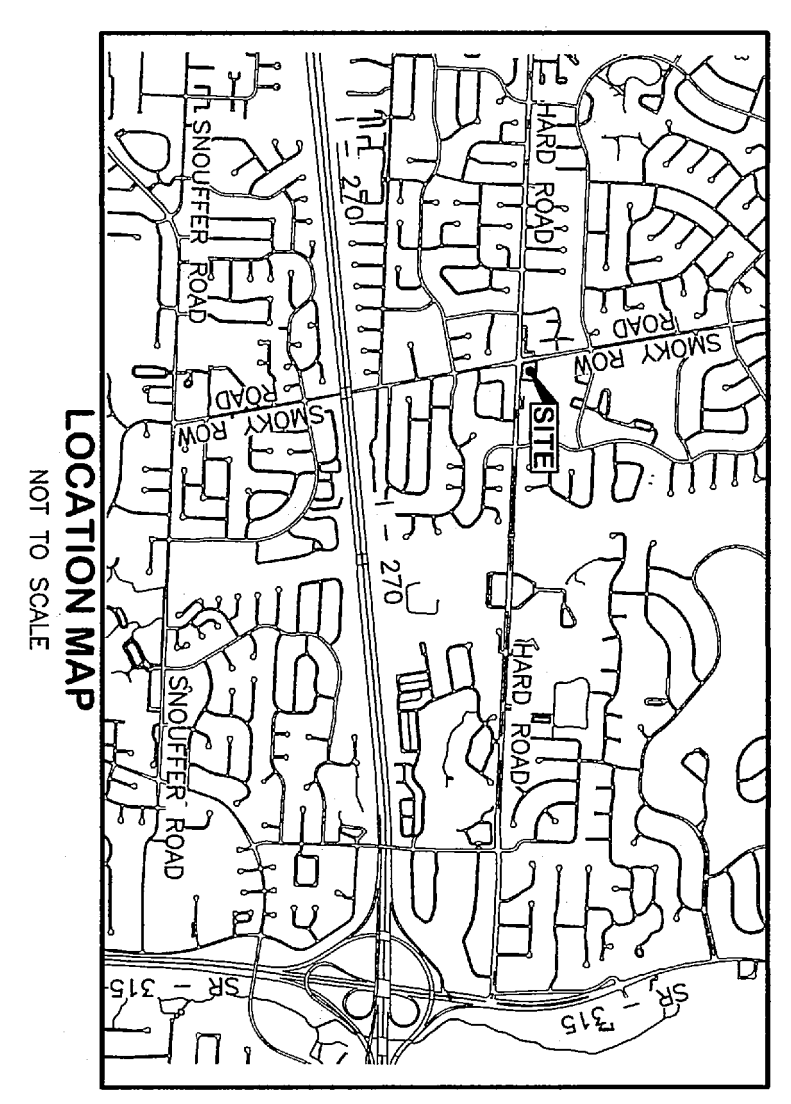 HARD ROAD
SMOKY ROW
ROAD
SITE
HARD ROAD
SR - 315
I - 270
I - 270
SNOUFFER ROAD
SMOKY ROW
ROAD
SNOUFFER ROAD
SR - 315
LOCATION MAP
NOT TO SCALE